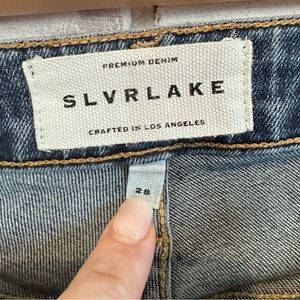 PREMIUM DENIM
SLVRLAKE
CRAFTED IN LOS ANGELES
28